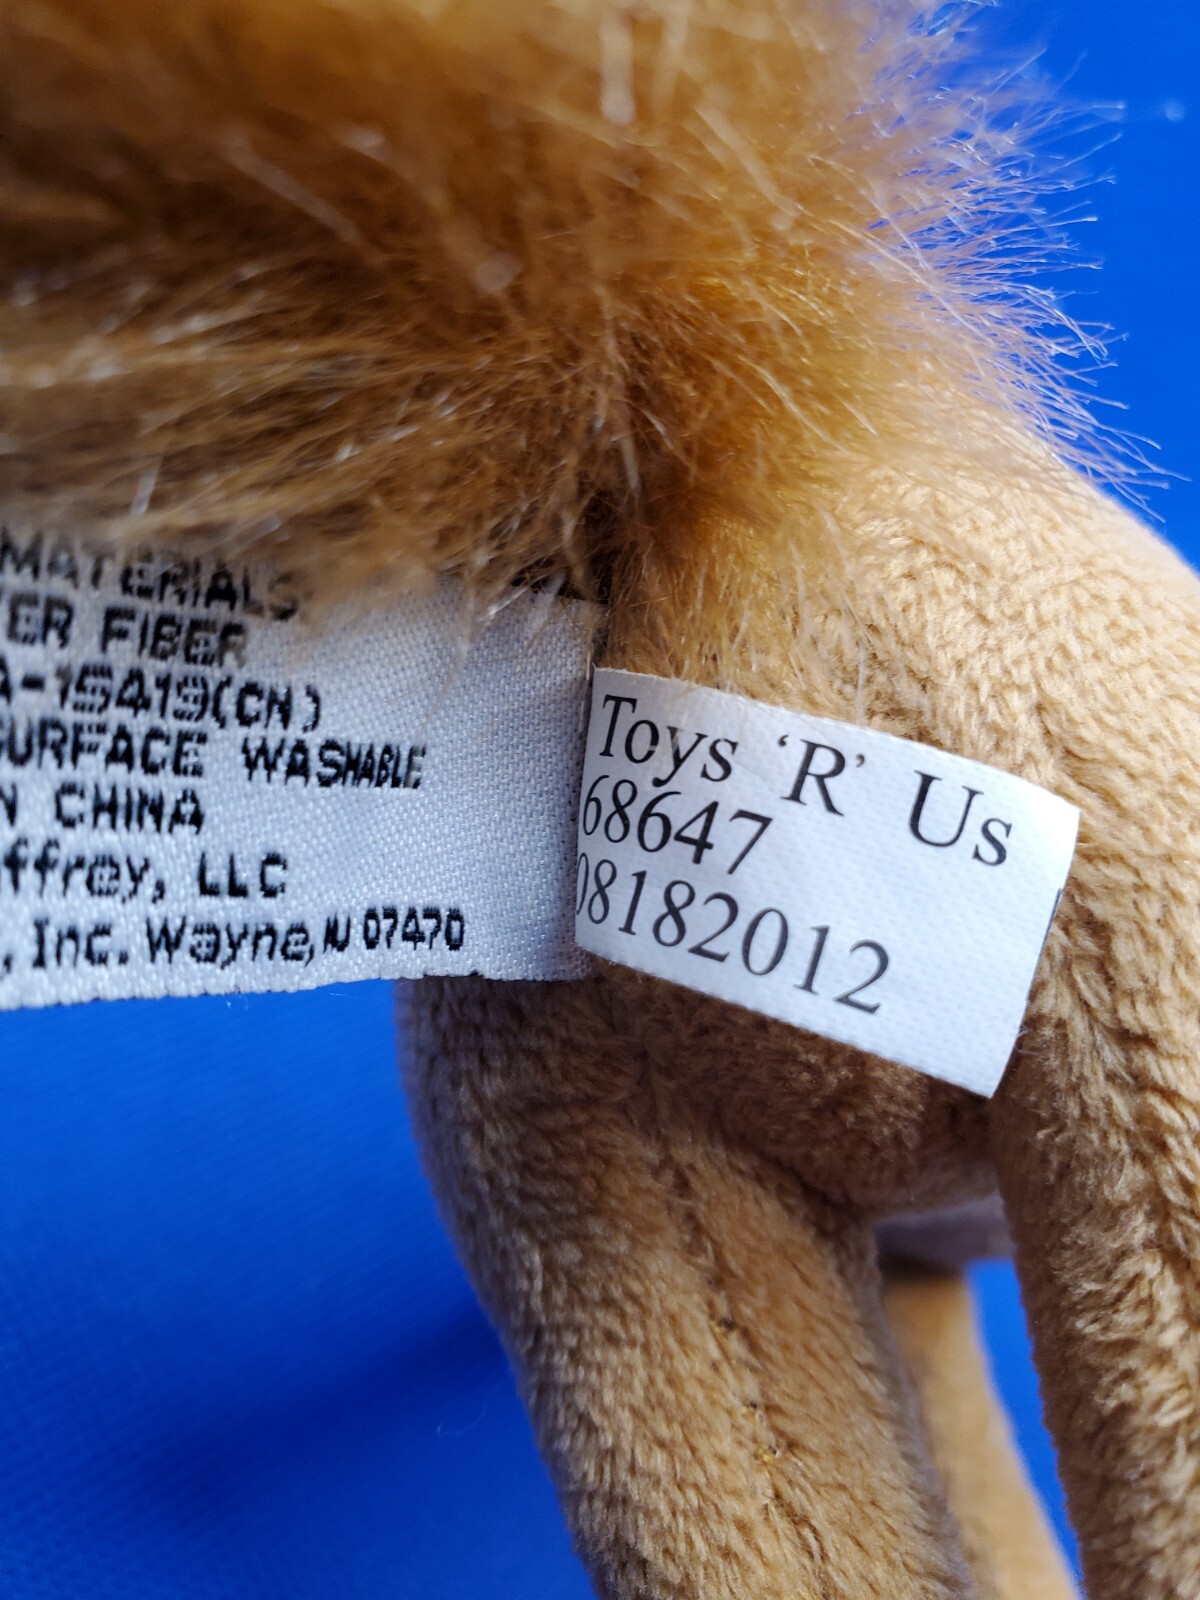 MATERIALS
ER FIBER
A-15419(CN)
SURFACE WASHABLE
N CHINA
ffrey, LLC
, Inc. Wayne, NJ 07470
Toys 'R' Us
68647
08182012